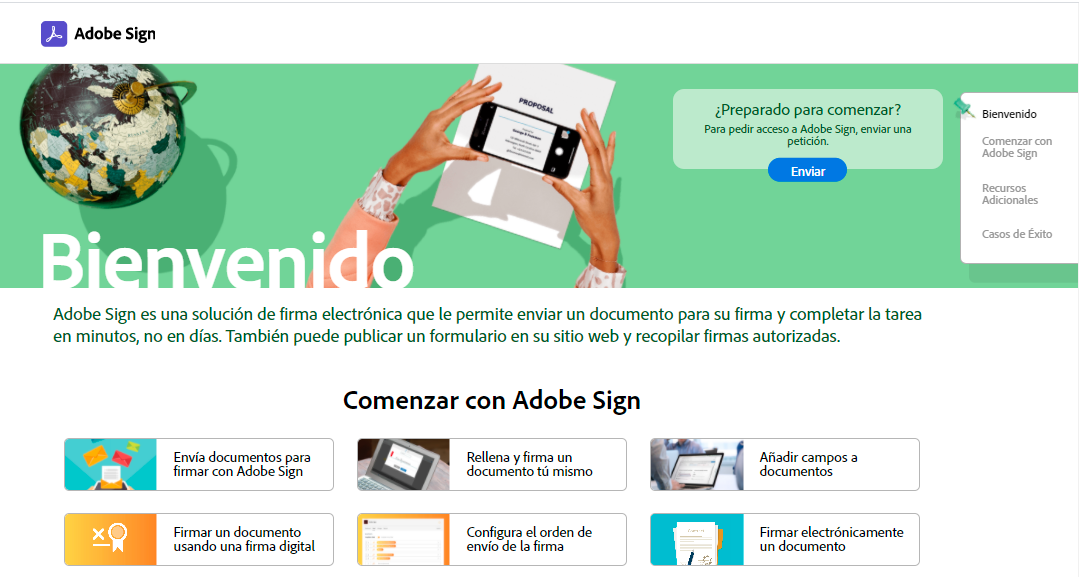 Adobe Sign
PROPOSAL
¿Preparado para comenzar?
Para pedir acceso a Adobe Sign, enviar una
petición.
Enviar
Bienvenido
Comenzar con
Adobe Sign
Recursos
Adicionales
Casos de Éxito
Bienvenido
Adobe Sign es una solución de firma electrónica que le permite enviar un documento para su firma y completar la tarea
en minutos, no en días. También puede publicar un formulario en su sitio web y recopilar firmas autorizadas.
Comenzar con Adobe Sign
Envía documentos para
firmar con Adobe Sign
Rellena y firma un
documento tú mismo
Añadir campos a
documentos
Firmar un documento
usando una firma digital
Configura el orden de
envío de la firma
Firmar electrónicamente
un documento